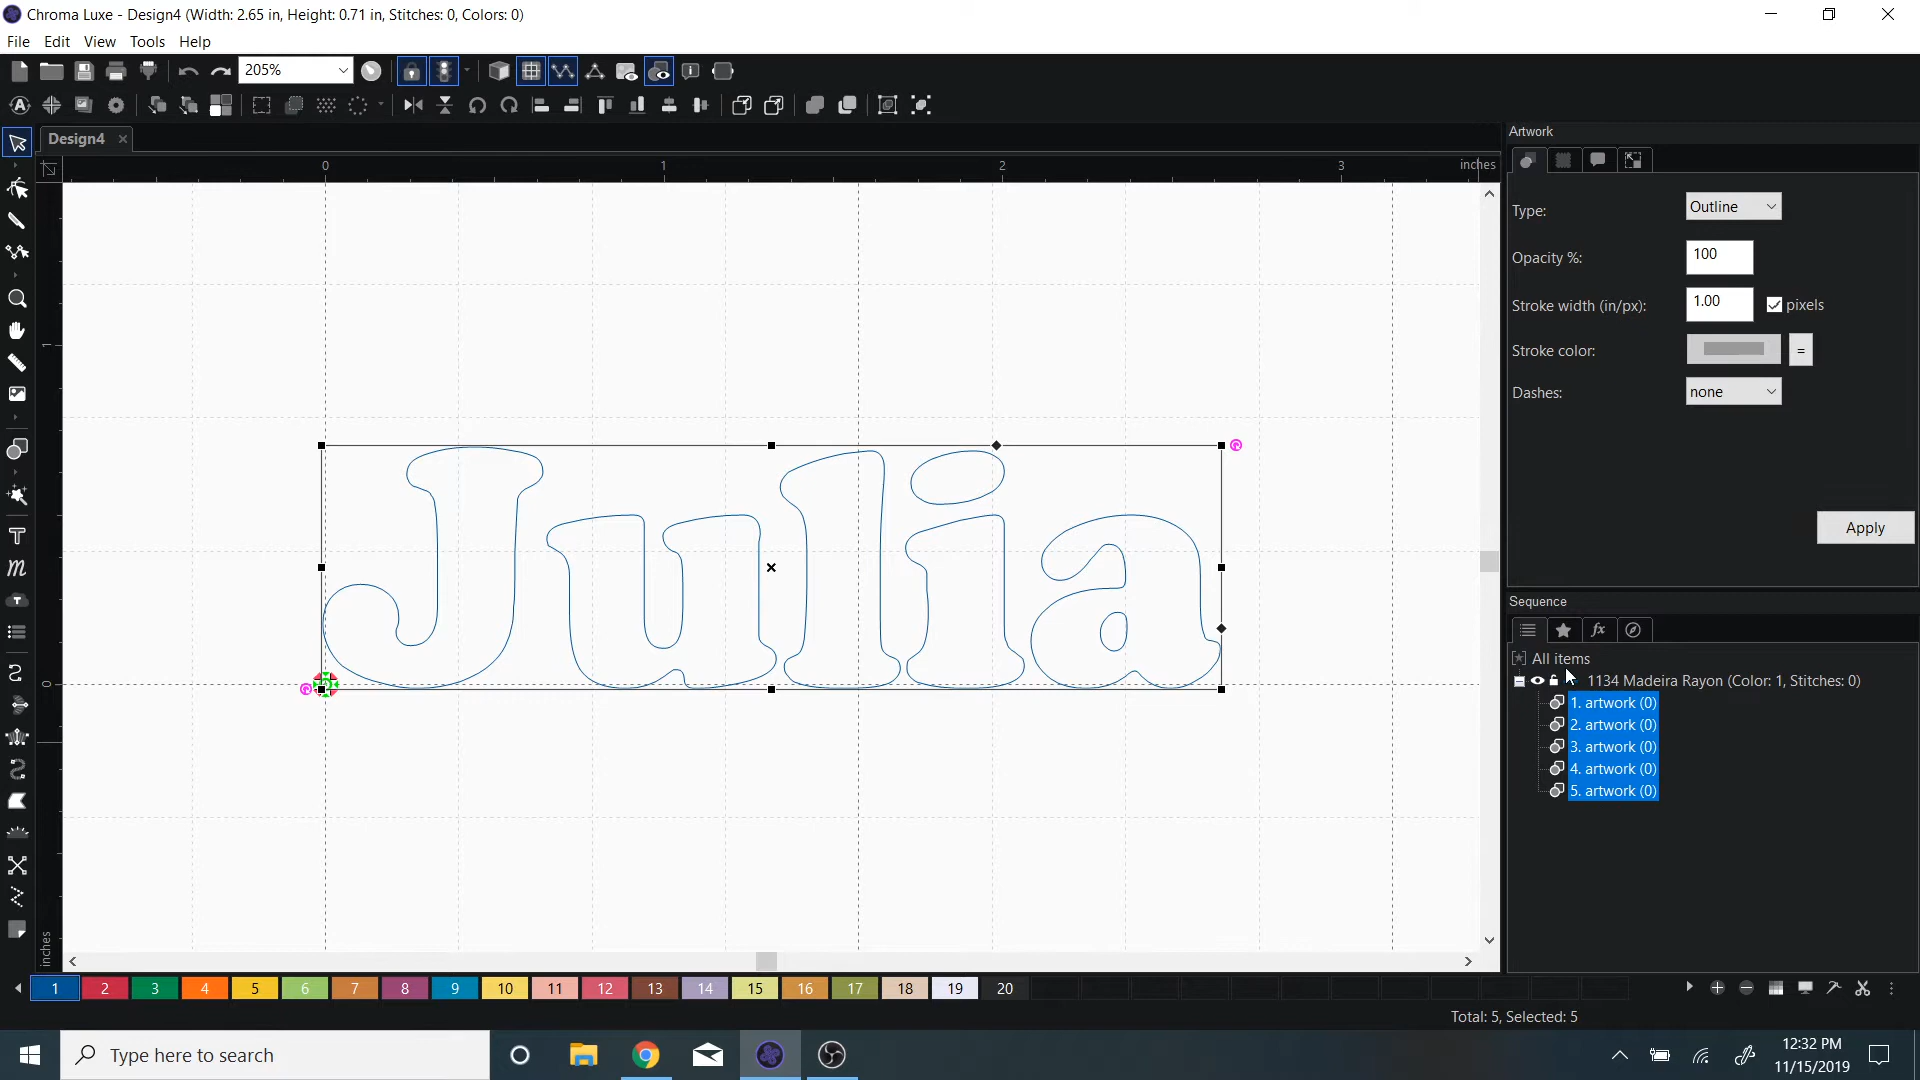 Chroma Luxe - Design4 (Width: 2.65 in, Height: 0.71 in, Stitches: 0, Colors: 0)
File Edit View Tools Help
205%
Design4
0 1 2 3 inches
1
0
inches
Julia
Artwork
Type: Outline
Opacity %: 100
Stroke width (in/px): 1.00 pixels
Stroke color: =
Dashes: none
Apply
Sequence
fx
All items
1134 Madeira Rayon (Color: 1, Stitches: 0)
1. artwork (0)
2. artwork (0)
3. artwork (0)
4. artwork (0)
5. artwork (0)
1 2 3 4 5 6 7 8 9 10 11 12 13 14 15 16 17 18 19 20
Total: 5, Selected: 5
Type here to search
12:32 PM
11/15/2019